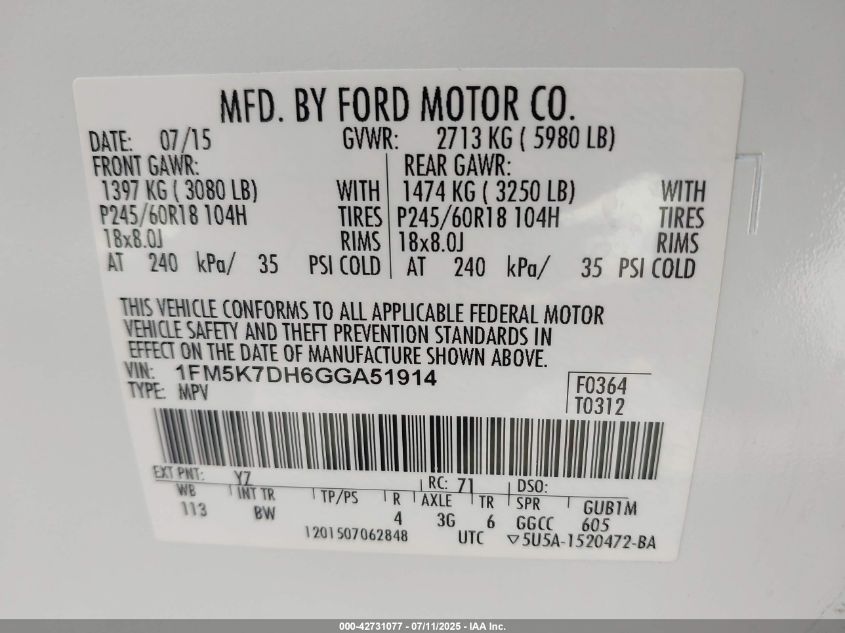 MFD. BY FORD MOTOR CO.
DATE: 07/15 GVWR: 2713 KG ( 5980 LB)
FRONT GAWR: REAR GAWR:
1397 KG ( 3080 LB) WITH 1474 KG ( 3250 LB) WITH
P245/60R18 104H TIRES P245/60R18 104H TIRES
18x8.0J RIMS 18x8.0J RIMS
AT 240 kPa/ 35 PSI COLD AT 240 kPa/ 35 PSI COLD
THIS VEHICLE CONFORMS TO ALL APPLICABLE FEDERAL MOTOR
VEHICLE SAFETY AND THEFT PREVENTION STANDARDS IN
EFFECT ON THE DATE OF MANUFACTURE SHOWN ABOVE.
VIN: 1FM5K7DH6GGA51914
TYPE: MPV
F0364
T0312
EXT PNT: Y7 RC: 71 DSO:
WB INT TR TP/PS R AXLE TR SPR GUB1M
113 BW 4 3G 6 GGCC 605
1201507062848 UTC ▽5U5A-1520472-BA
000-42731077 - 07/11/2025 - IAA Inc.